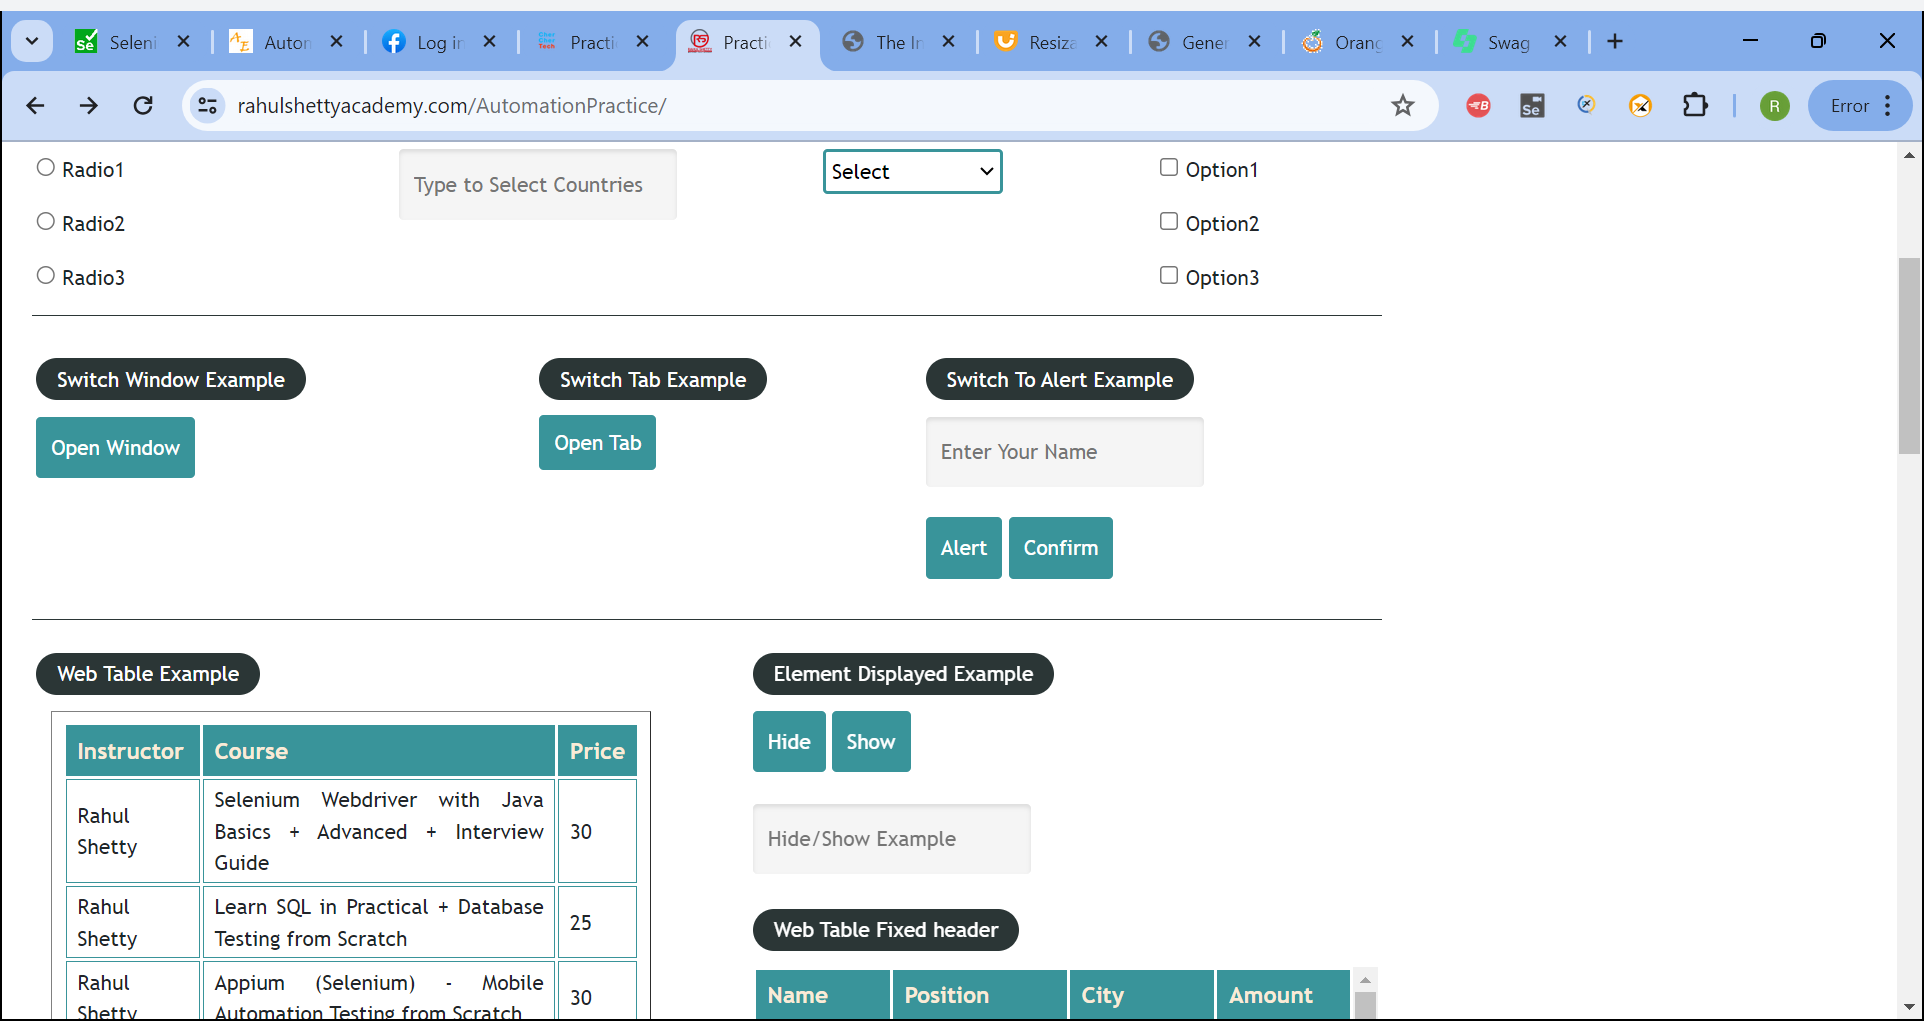 Seleni
Auton
Log in
Practi
Practi
The In
Resiza
Gener
Orang
Swag
rahulshettyacademy.com/AutomationPractice/
Se
R
Error
Radio1
Type to Select Countries
Select
Option1
Radio2
Option2
Radio3
Option3
Switch Window Example
Switch Tab Example
Switch To Alert Example
Open Window
Open Tab
Enter Your Name
Alert
Confirm
Web Table Example
Element Displayed Example
Hide
Show
Instructor
Course
Price
Rahul
Shetty
Selenium Webdriver with Java
Basics + Advanced + Interview
Guide
30
Hide/Show Example
Rahul
Shetty
Learn SQL in Practical + Database
Testing from Scratch
25
Web Table Fixed header
Rahul
Shetty
Appium (Selenium) - Mobile
Automation Testing from Scratch
30
Name
Position
City
Amount